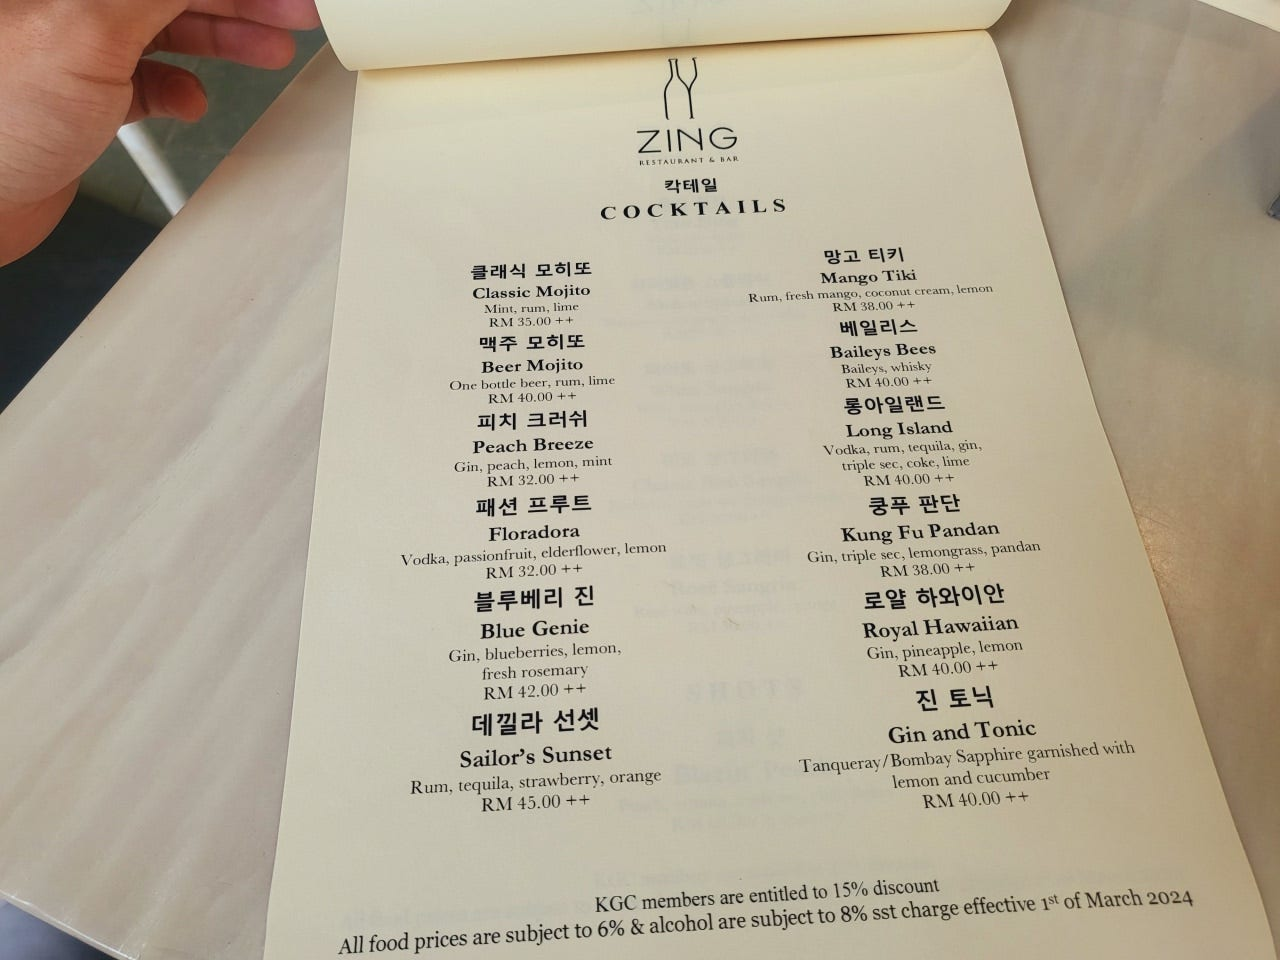 ZING
RESTAURANT & BAR
칵테일
COCKTAILS
클래식 모히또
Classic Mojito
Mint, rum, lime
RM 35.00 ++
맥주 모히또
Beer Mojito
One bottle beer, rum, lime
RM 40.00 ++
피치 크러쉬
Peach Breeze
Gin, peach, lemon, mint
RM 32.00 ++
패션 프루트
Floradora
Vodka, passionfruit, elderflower, lemon
RM 32.00 ++
블루베리 진
Blue Genie
Gin, blueberries, lemon,
fresh rosemary
RM 42.00 ++
데낄라 선셋
Sailor's Sunset
Rum, tequila, strawberry, orange
RM 45.00 ++
망고 티키
Mango Tiki
Rum, fresh mango, coconut cream, lemon
RM 38.00 ++
베일리스
Baileys Bees
Baileys, whisky
RM 40.00 ++
롱아일랜드
Long Island
Vodka, rum, tequila, gin,
triple sec, coke, lime
RM 40.00 ++
쿵푸 판단
Kung Fu Pandan
Gin, triple sec, lemongrass, pandan
RM 38.00 ++
로얄 하와이안
Royal Hawaiian
Gin, pineapple, lemon
RM 40.00 ++
진 토닉
Gin and Tonic
Tanqueray/Bombay Sapphire garnished with
lemon and cucumber
RM 40.00 ++
KGC members are entitled to 15% discount
All food prices are subject to 6% & alcohol are subject to 8% sst charge effective 1st of March 2024